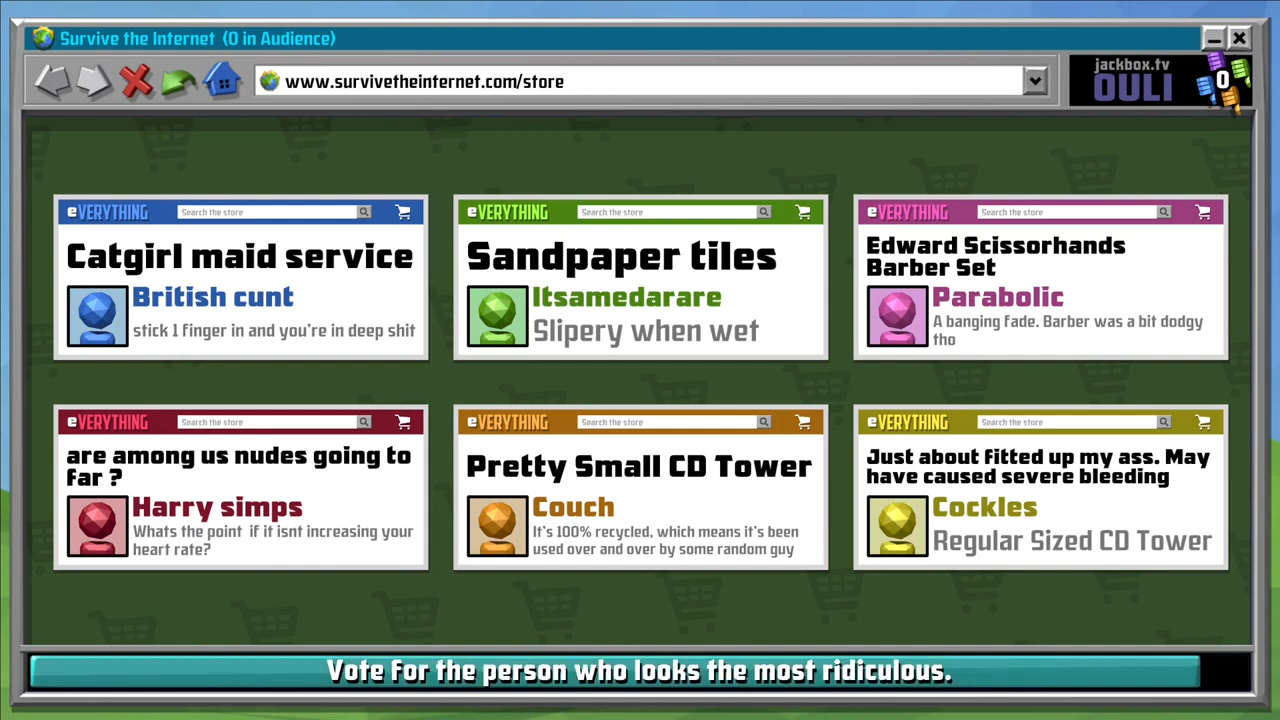 Survive the Internet (0 in Audience)
www.survivetheinternet.com/store
jackbox.tv
OULI
0
eVERYTHING
Search the store
Catgirl maid service
British cunt
stick 1 finger in and you're in deep shit
eVERYTHING
Search the store
Sandpaper tiles
Itsamedarare
Slipery when wet
eVERYTHING
Search the store
Edward Scissorhands
Barber Set
Parabolic
A banging fade. Barber was a bit dodgy
tho
eVERYTHING
Search the store
are among us nudes going to
far ?
Harry simps
Whats the point if it isnt increasing your
heart rate?
eVERYTHING
Search the store
Pretty Small CD Tower
Couch
It's 100% recycled, which means it's been
used over and over by some random guy
eVERYTHING
Search the store
Just about fitted up my ass. May
have caused severe bleeding
Cockles
Regular Sized CD Tower
Vote for the person who looks the most ridiculous.